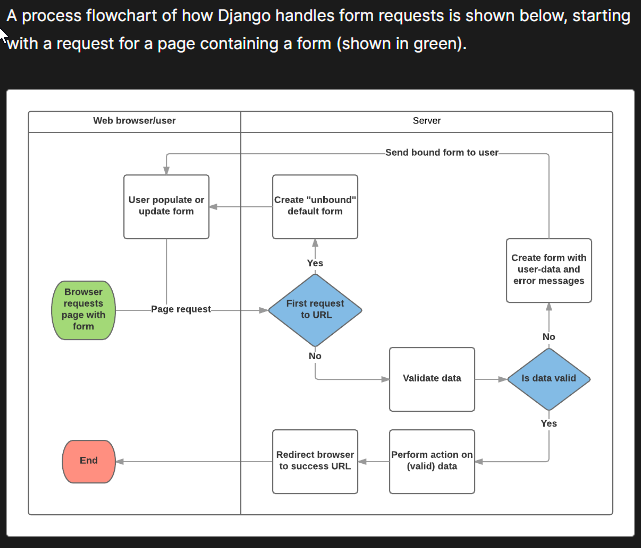 A process flowchart of how Django handles form requests is shown below, starting
with a request for a page containing a form (shown in green).
Web browser/user
Server
Send bound form to user
User populate or
update form
Create "unbound"
default form
Create form with
user-data and
error messages
Yes
Browser
requests
page with
form
Page request
First request
to URL
No
No
Validate data
Is data valid
Yes
End
Redirect browser
to success URL
Perform action on
(valid) data